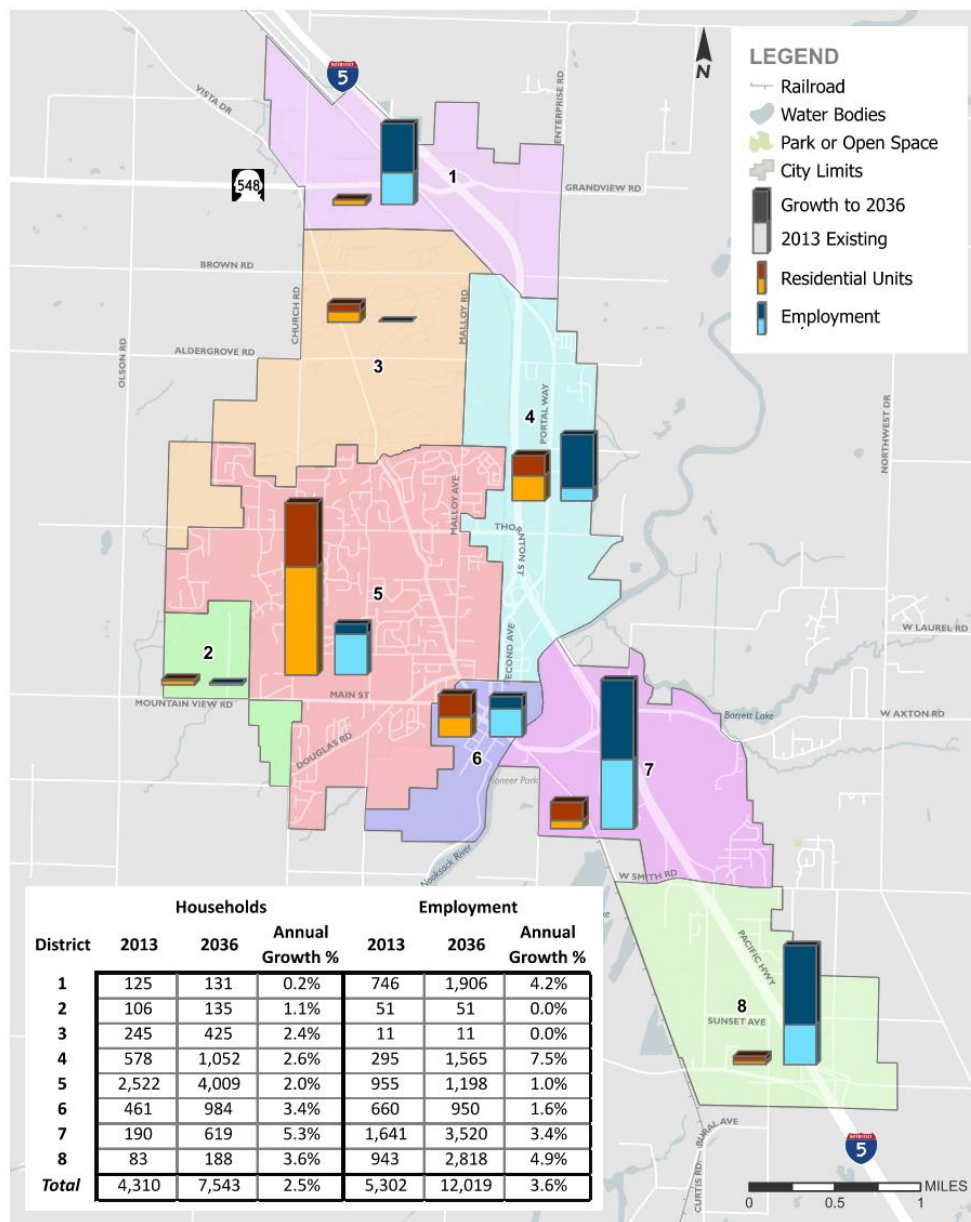 INTERSTATE
5
N
LEGEND
Railroad
Water Bodies
Park or Open Space
City Limits
Growth to 2036
2013 Existing
Residential Units
Employment
VISTA DR
ENTERPRISE RD
548
1
GRANDVIEW RD
BROWN RD
CHURCH RD
MALLOY RD
OLSON RD
ALDERGROVE RD
3
4
PORTAL WAY
NORTHWEST DR
MALLOY AVE
THORNTON ST
5
2
SECOND AVE
W LAUREL RD
MAIN ST
MOUNTAIN VIEW RD
DOUGLAS RD
6
Barrett Lake
W AXTON RD
7
Pioneer Park
Nooksack River
W SMITH RD
PACIFIC HWY
8
SUNSET AVE
RURAL AVE
CURTIS RD
INTERSTATE
5
MILES
0 0.5 1
Households Employment
District 2013 2036 Annual Growth % 2013 2036 Annual Growth %
1 125 131 0.2% 746 1,906 4.2%
2 106 135 1.1% 51 51 0.0%
3 245 425 2.4% 11 11 0.0%
4 578 1,052 2.6% 295 1,565 7.5%
5 2,522 4,009 2.0% 955 1,198 1.0%
6 461 984 3.4% 660 950 1.6%
7 190 619 5.3% 1,641 3,520 3.4%
8 83 188 3.6% 943 2,818 4.9%
Total 4,310 7,543 2.5% 5,302 12,019 3.6%